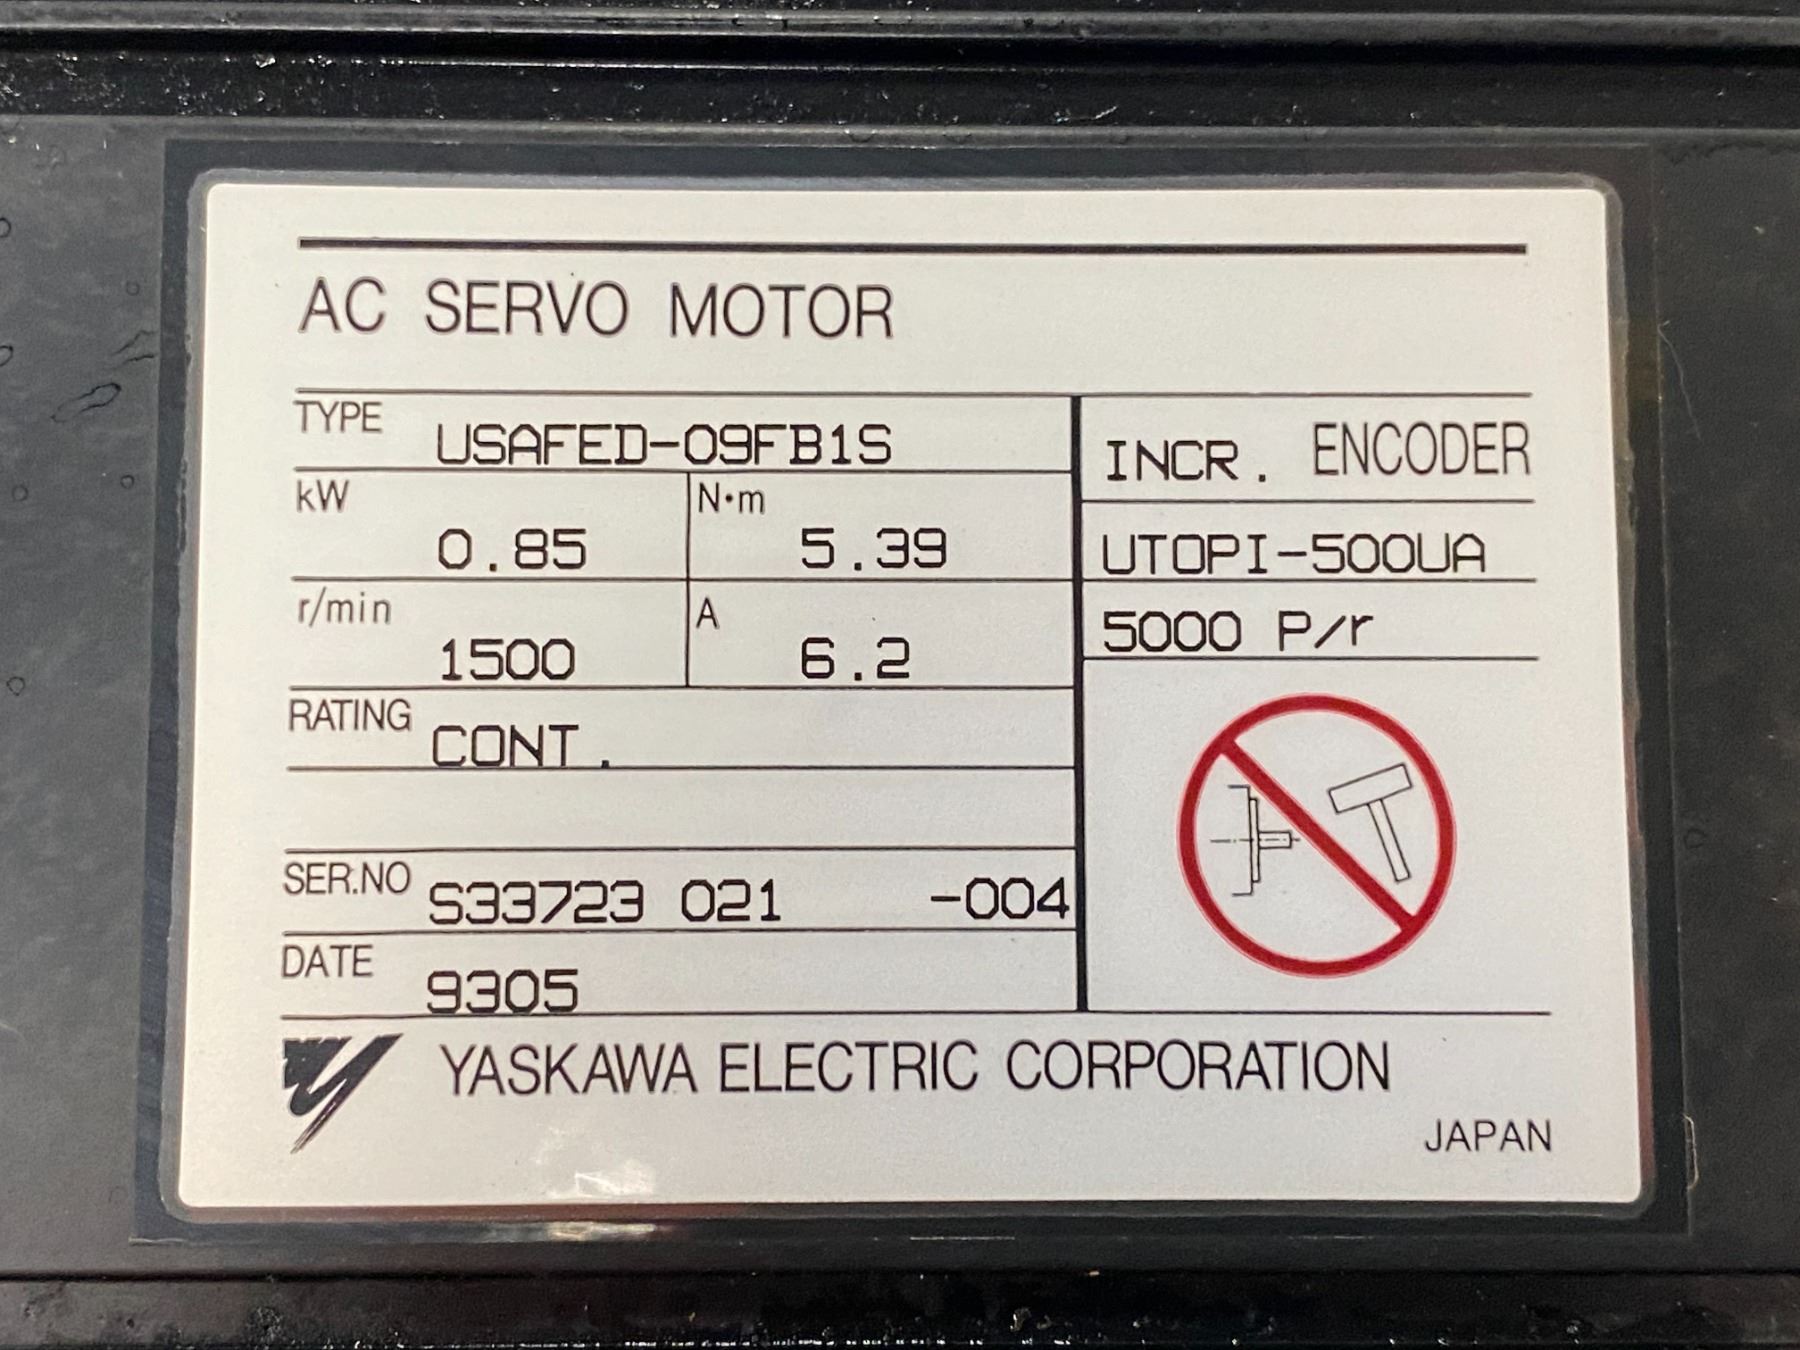 AC SERVO MOTOR
TYPE USAFED-09FB1S
INCR. ENCODER
kW 0.85 N·m 5.39
UTOPI-500UA
r/min 1500 A 6.2
5000 P/r
RATING CONT.
SER.NO S33723 021 -004
DATE 9305
YASKAWA ELECTRIC CORPORATION
JAPAN